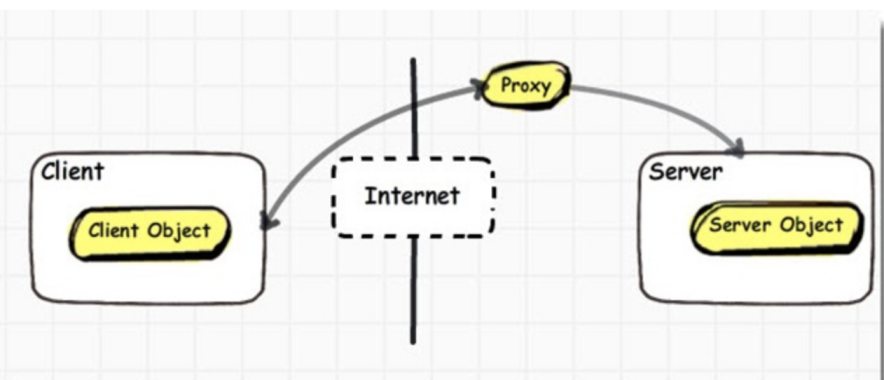 Proxy
Client
Server
Internet
Client Object
Server Object